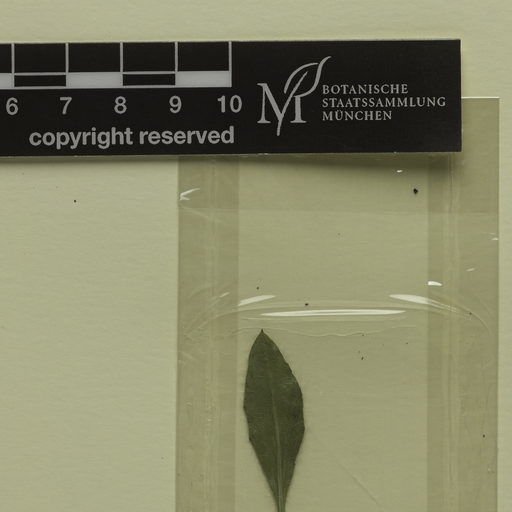 6 7 8 9 10
copyright reserved
M
BOTANISCHE
STAATSSAMMLUNG
MÜNCHEN